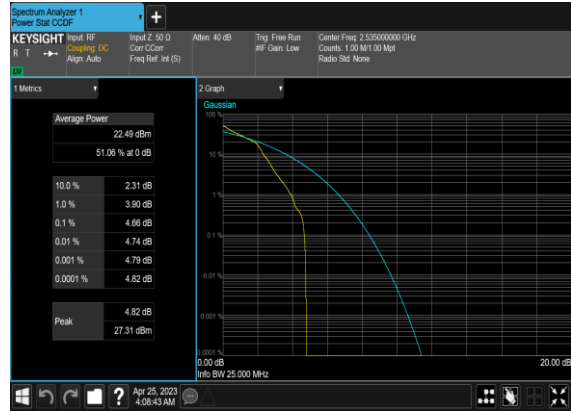 Spectrum Analyzer 1
Power Stat CCDF
KEYSIGHT
R T
LV
Input: RF
Coupling: DC
Align: Auto
Input Z: 50 Ω
Corr CCorr
Freq Ref: Int (S)
Atten: 40 dB
Trig: Free Run
#IF Gain: Low
Center Freq: 2.535000000 GHz
Counts: 1.00 M/1.00 Mpt
Radio Std: None
1 Metrics
Average Power
22.49 dBm
51.06 % at 0 dB
10.0 % 2.31 dB
1.0 % 3.90 dB
0.1 % 4.66 dB
0.01 % 4.74 dB
0.001 % 4.79 dB
0.0001 % 4.82 dB
Peak
4.82 dB
27.31 dBm
2 Graph
Gaussian
100 %
10 %
1 %
0.1 %
0.01 %
0.001 %
0.0001 %
0.00 dB
20.00 dB
Info BW 25.000 MHz
?
Apr 25, 2023
4:08:43 AM